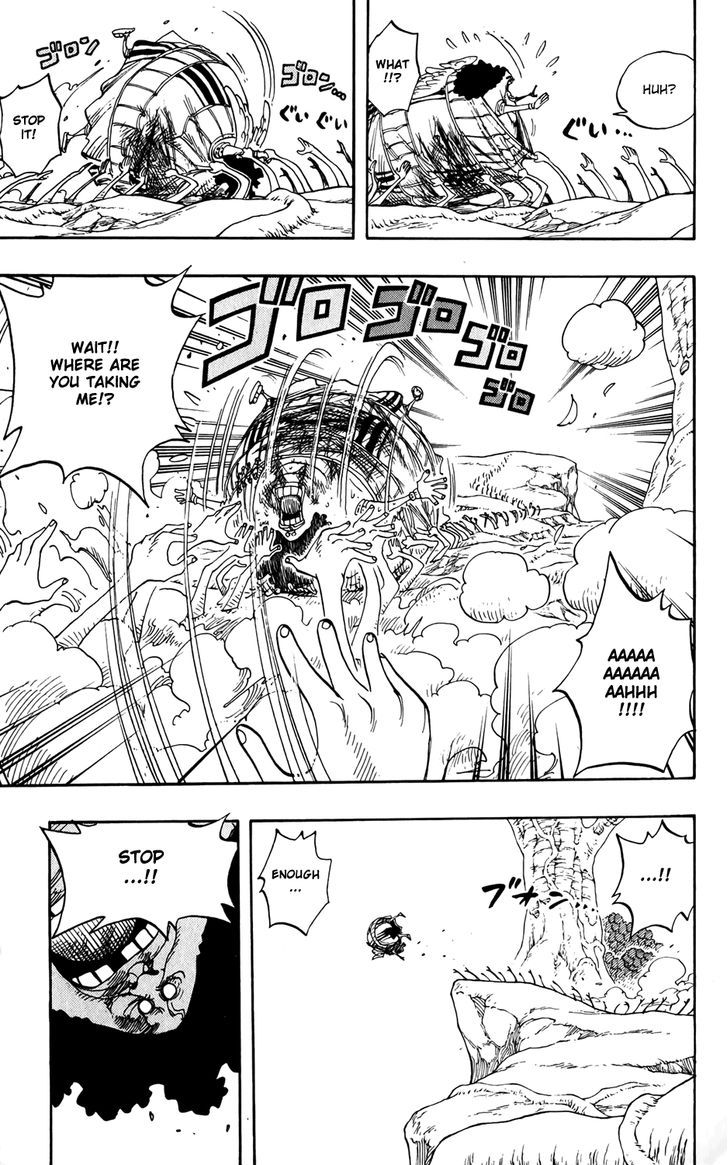 HUH?
WHAT
!!?
ぐい…
ゴロン
ゴロン…
ぐいぐい
STOP
IT!
ゴロゴロゴロゴロ
WAIT!!
WHERE ARE
YOU TAKING
ME!?
AAAAA
AAAAAA
AAHHH
!!!!
...!!
ブオン…
ENOUGH
...
STOP
...!!